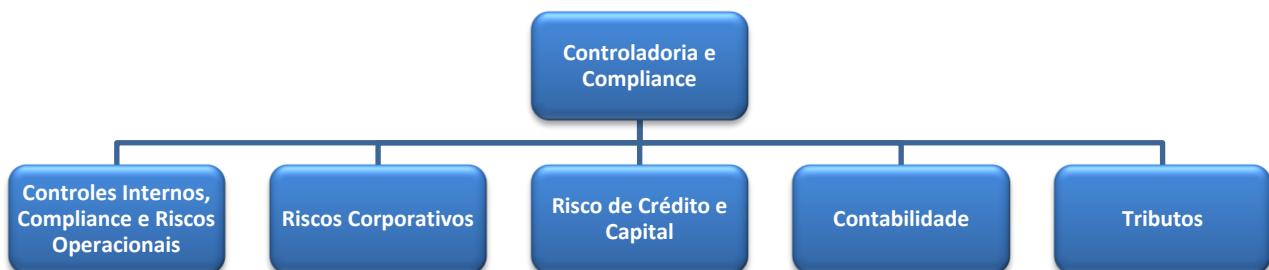 Controladoria e
Compliance
Controles Internos,
Compliance e Riscos
Operacionais
Riscos Corporativos
Risco de Crédito e
Capital
Contabilidade
Tributos